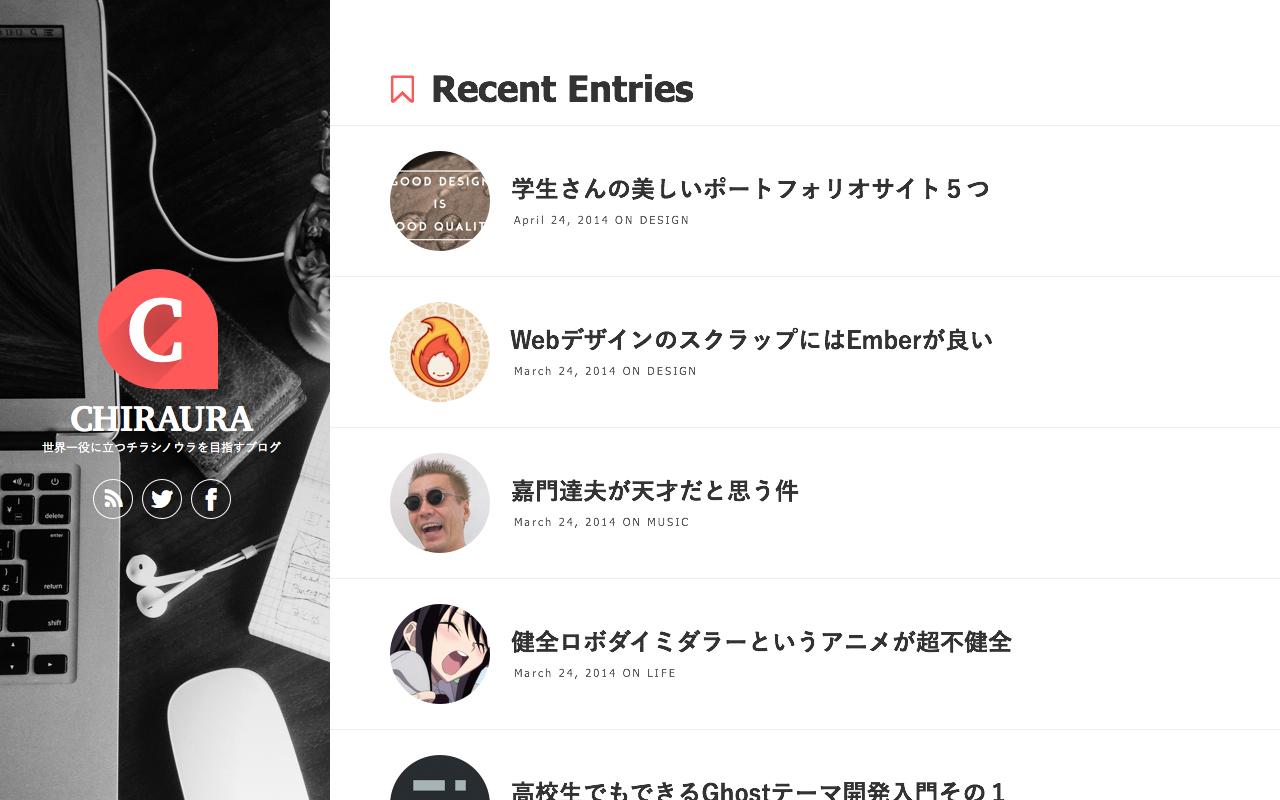 C
CHIRAURA
世界一役に立つチラシノウラを目指すブログ
delete
enter
return
shift
Recent Entries
GOOD DESIGN
IS
GOOD QUALIT
学生さんの美しいポートフォリオサイト５つ
April 24, 2014 ON DESIGN
WebデザインのスクラップにはEmberが良い
March 24, 2014 ON DESIGN
嘉門達夫が天才だと思う件
March 24, 2014 ON MUSIC
健全ロボダイミダラーというアニメが超不健全
March 24, 2014 ON LIFE
高校生でもできるGhostテーマ開発入門その１